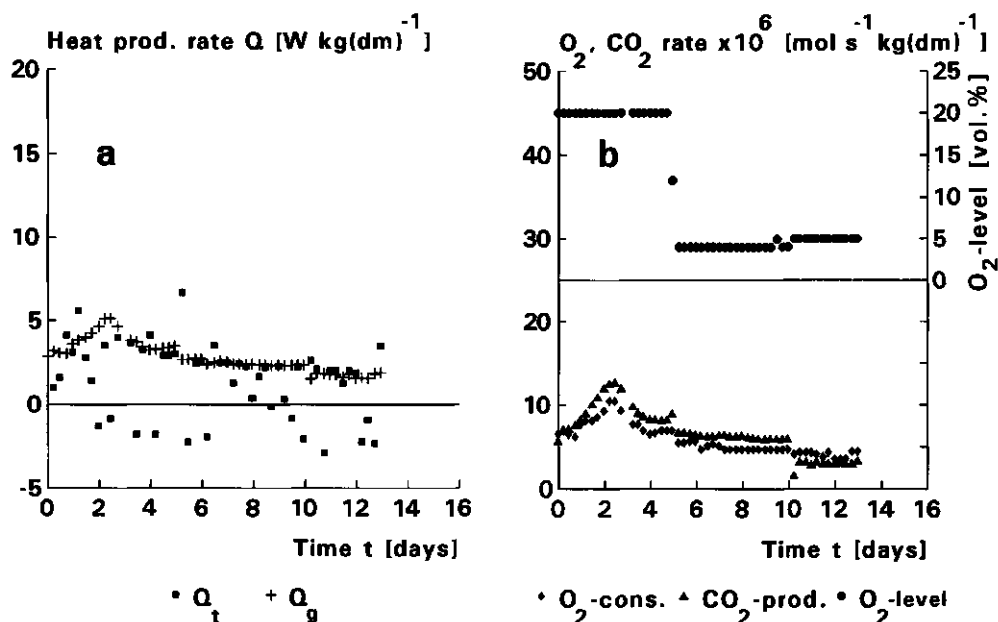 Heat prod. rate Q [W kg(dm)⁻¹]
20
15
10
5
0
-5
a
0 2 4 6 8 10 12 14 16
Time t [days]
Q_t Q_g
O₂, CO₂ rate x10⁶ [mol s⁻¹ kg(dm)⁻¹]
50
40
30
20
10
0
b
25
20
15
10
5
0
O₂-level [vol.%]
0 2 4 6 8 10 12 14 16
Time t [days]
O₂-cons. CO₂-prod. O₂-level